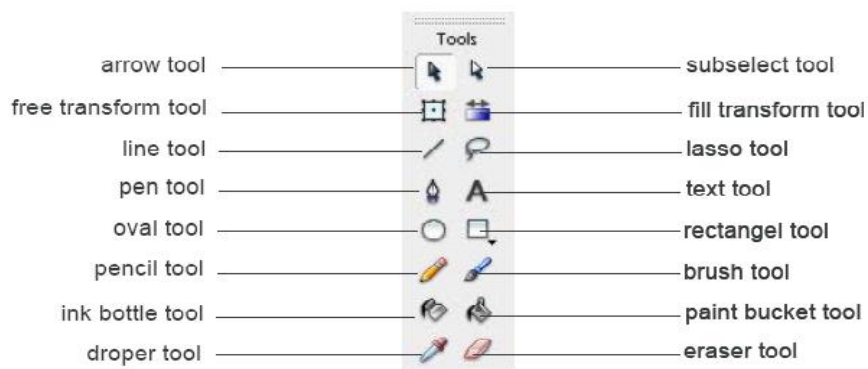 Tools
arrow tool
subselect tool
free transform tool
fill transform tool
line tool
lasso tool
pen tool
A
text tool
oval tool
rectangel tool
pencil tool
brush tool
ink bottle tool
paint bucket tool
droper tool
eraser tool